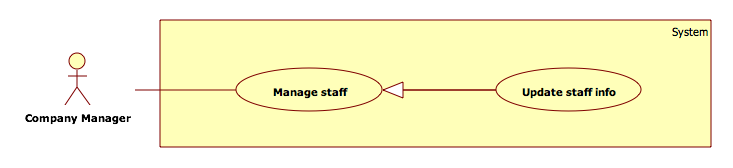 System
Manage staff
Update staff info
Company Manager